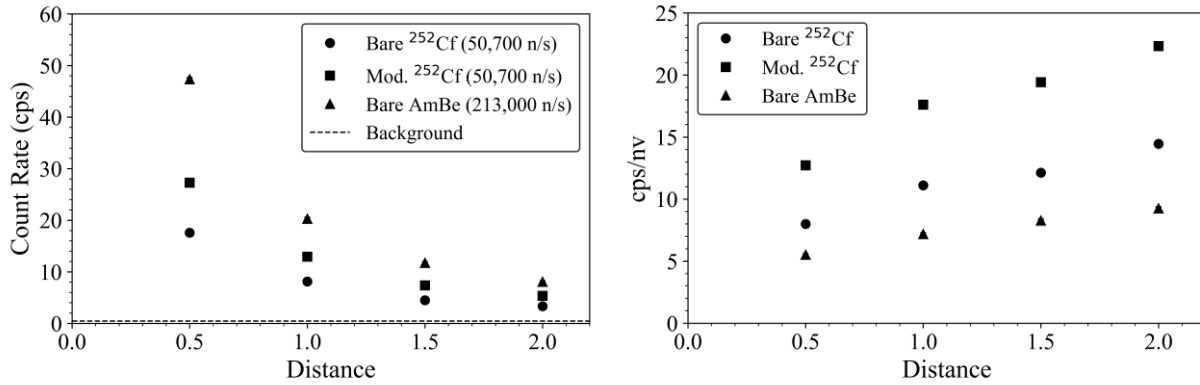 60
50
40
30
20
10
0
Count Rate (cps)
Bare ²⁵²Cf (50,700 n/s)
Mod. ²⁵²Cf (50,700 n/s)
Bare AmBe (213,000 n/s)
Background
0.0 0.5 1.0 1.5 2.0
Distance
25
20
15
10
5
0
cps/nv
Bare ²⁵²Cf
Mod. ²⁵²Cf
Bare AmBe
0.0 0.5 1.0 1.5 2.0
Distance